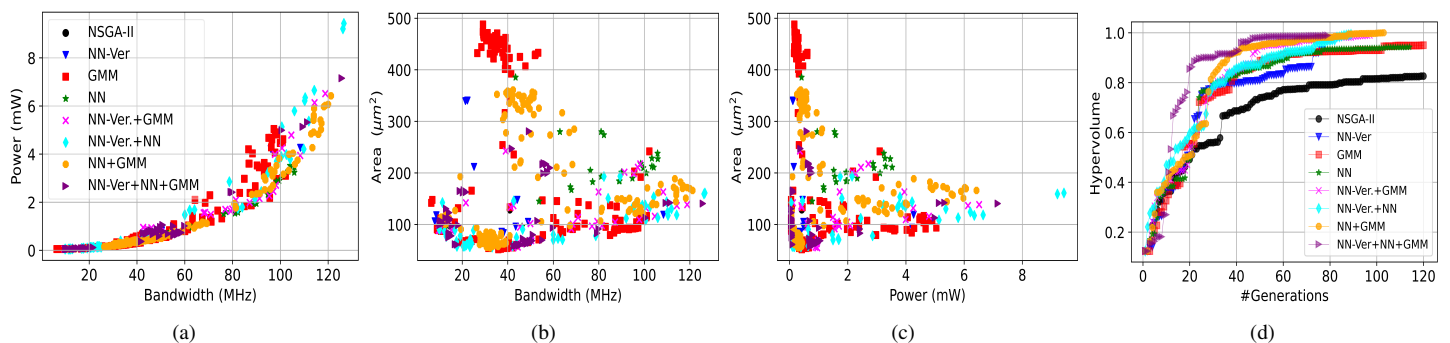 Power (mW)
8
6
4
2
0
NSGA-II
NN-Ver
GMM
NN
NN-Ver.+GMM
NN-Ver.+NN
NN+GMM
NN-Ver+NN+GMM
20 40 60 80 100 120
Bandwidth (MHz)
(a)
Area (μm²)
500
400
300
200
100
50
20 40 60 80 100 120
Bandwidth (MHz)
(b)
Area (μm²)
500
400
300
200
100
50
0 2 4 6 8
Power (mW)
(c)
Hypervolume
1.0
0.8
0.6
0.4
0.2
NSGA-II
NN-Ver
GMM
NN
NN-Ver.+GMM
NN-Ver.+NN
NN+GMM
NN-Ver+NN+GMM
0 20 40 60 80 100 120
#Generations
(d)